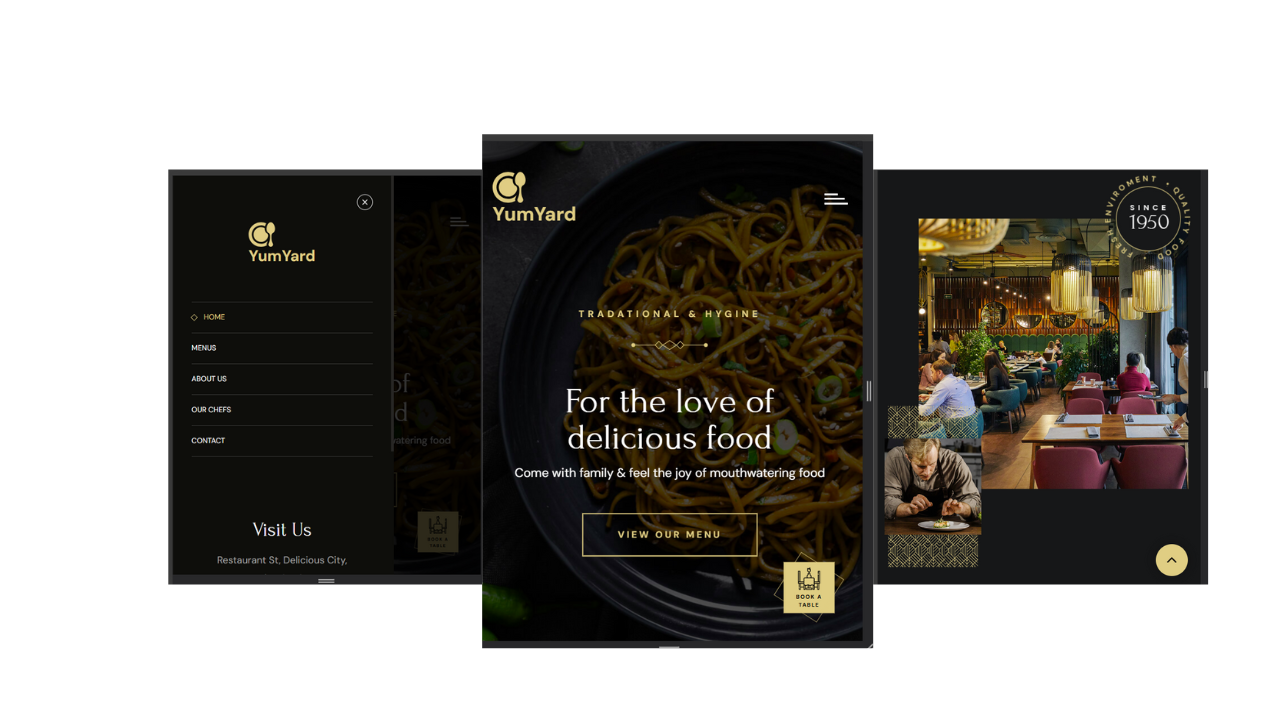 YumYard
HOME
MENUS
ABOUT US
OUR CHEFS
CONTACT
Visit Us
Restaurant St, Delicious City,
of
d
watering food
BOOK A
TABLE
YumYard
TRADATIONAL & HYGINE
For the love of
delicious food
Come with family & feel the joy of mouthwatering food
VIEW OUR MENU
BOOK A
TABLE
FRESH ENVIROMENT • QUALITY FOOD
SINCE
1950